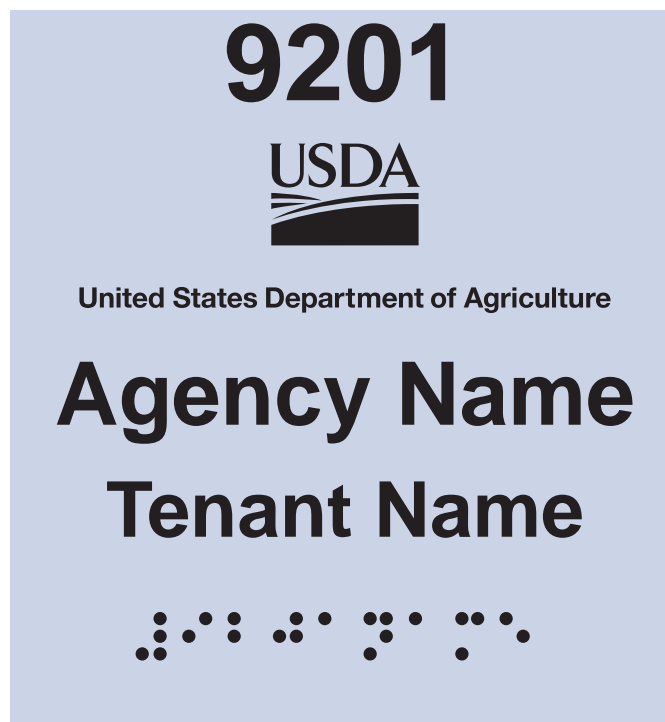 9201
USDA
United States Department of Agriculture
Agency Name
Tenant Name
⠼⠊⠃⠚⠁⠝⠁⠍⠑